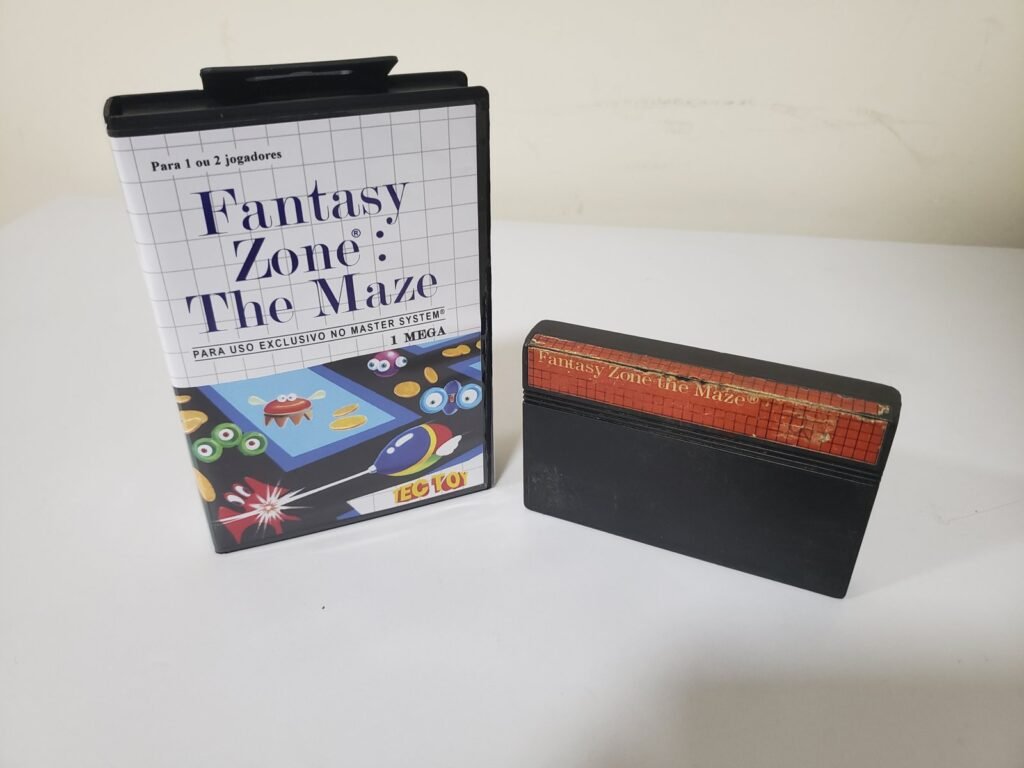 Para 1 ou 2 jogadores
Fantasy
Zone® :
The Maze
PARA USO EXCLUSIVO NO MASTER SYSTEM®
1 MEGA
TEC TOY
Fantasy Zone the Maze®